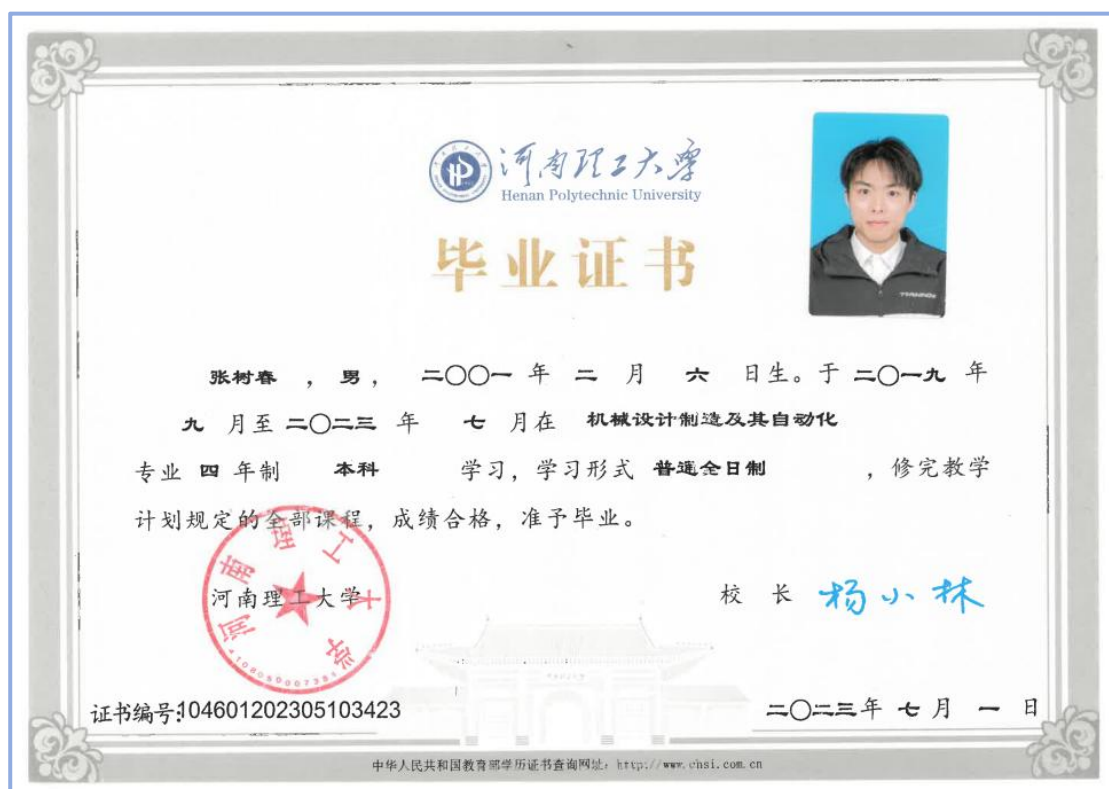 河南理工大学
Henan Polytechnic University
毕业证书
张树春 ，男， 二〇〇一 年 二 月 六 日生。于 二〇一九 年
九 月至 二〇二三 年 七 月在 机械设计制造及其自动化
专业 四 年制 本科 学习，学习形式 普通全日制 ，修完教学
计划规定的全部课程，成绩合格，准予毕业。
河南理工大学
河南理工大学 校 长 杨小林
证书编号:104601202305103423 二〇二三年 七 月 一 日
中华人民共和国教育部学历证书查询网址：http://www.chsi.com.cn